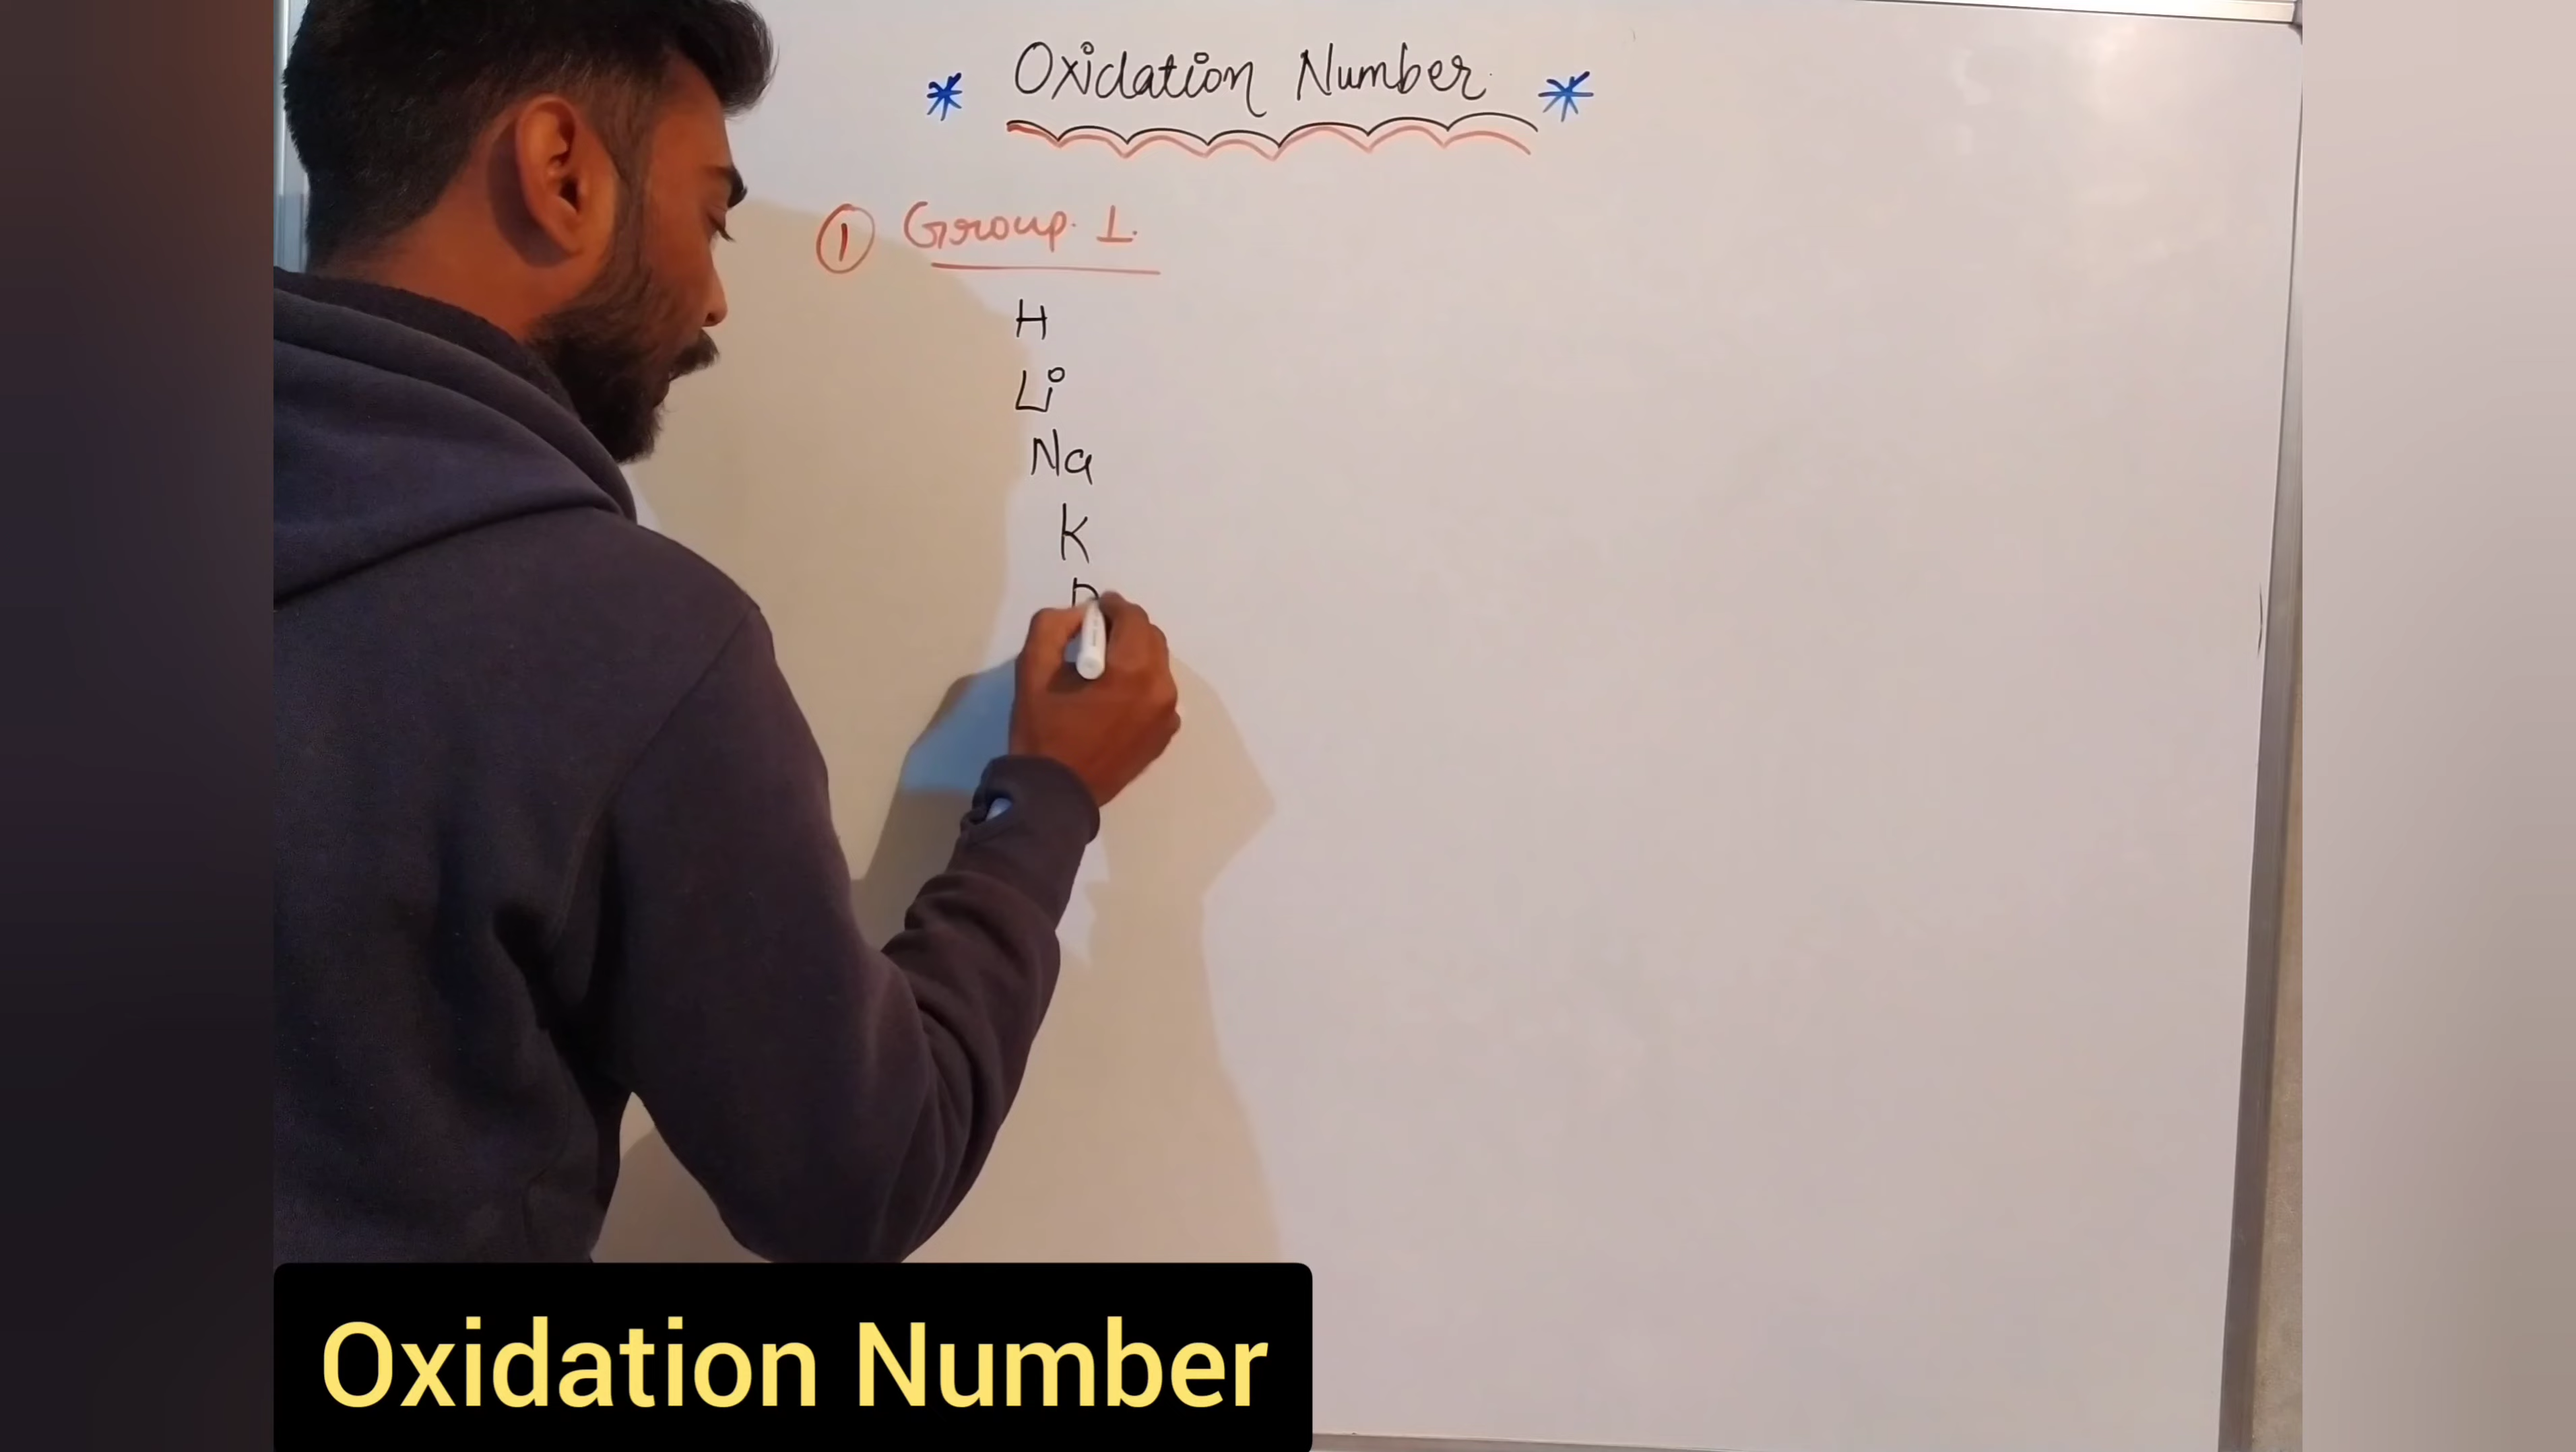 * Oxidation Number *
① Group. 1.
H
Li
Na
K
Oxidation Number